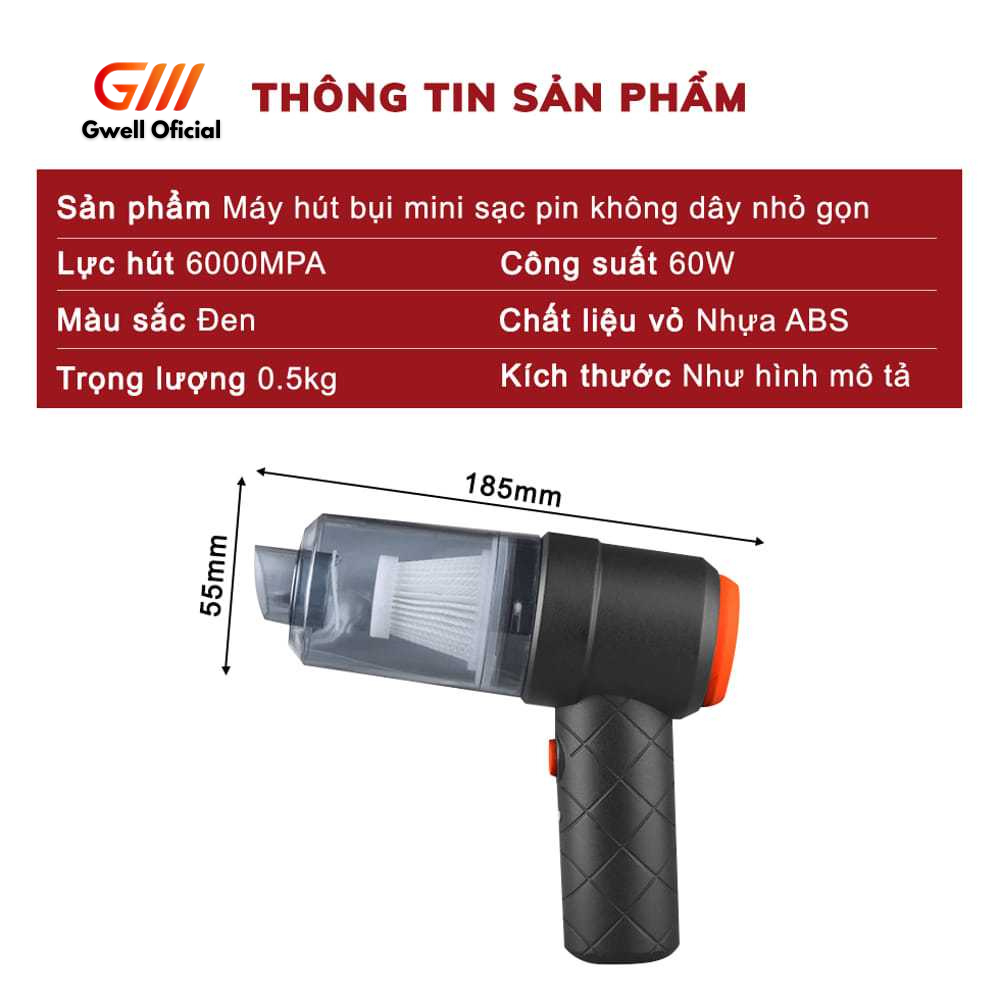 GW
Gwell Oficial
THÔNG TIN SẢN PHẨM
Sản phẩm Máy hút bụi mini sạc pin không dây nhỏ gọn
Lực hút 6000MPA
Công suất 60W
Màu sắc Đen
Chất liệu vỏ Nhựa ABS
Trọng lượng 0.5kg
Kích thước Như hình mô tả
185mm
55mm